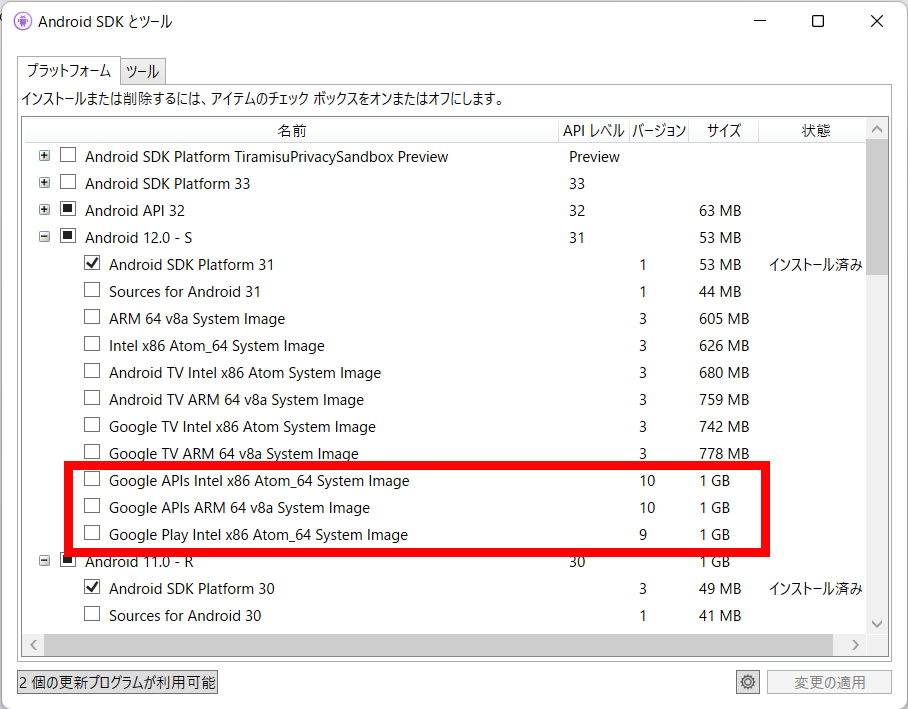 Android SDK とツール
プラットフォーム ツール
インストールまたは削除するには、アイテムのチェック ボックスをオンまたはオフにします。
名前 API レベル バージョン サイズ 状態
Android SDK Platform TiramisuPrivacySandbox Preview Preview
Android SDK Platform 33 33
Android API 32 32 63 MB
Android 12.0 - S 31 53 MB
Android SDK Platform 31 1 53 MB インストール済み
Sources for Android 31 1 44 MB
ARM 64 v8a System Image 3 605 MB
Intel x86 Atom_64 System Image 3 626 MB
Android TV Intel x86 Atom System Image 3 680 MB
Android TV ARM 64 v8a System Image 3 759 MB
Google TV Intel x86 Atom System Image 3 742 MB
Google TV ARM 64 v8a System Image 3 778 MB
Google APIs Intel x86 Atom_64 System Image 10 1 GB
Google APIs ARM 64 v8a System Image 10 1 GB
Google Play Intel x86 Atom_64 System Image 9 1 GB
Android 11.0 - R 30 1 GB
Android SDK Platform 30 3 49 MB インストール済み
Sources for Android 30 1 41 MB
2 個の更新プログラムが利用可能 変更の適用